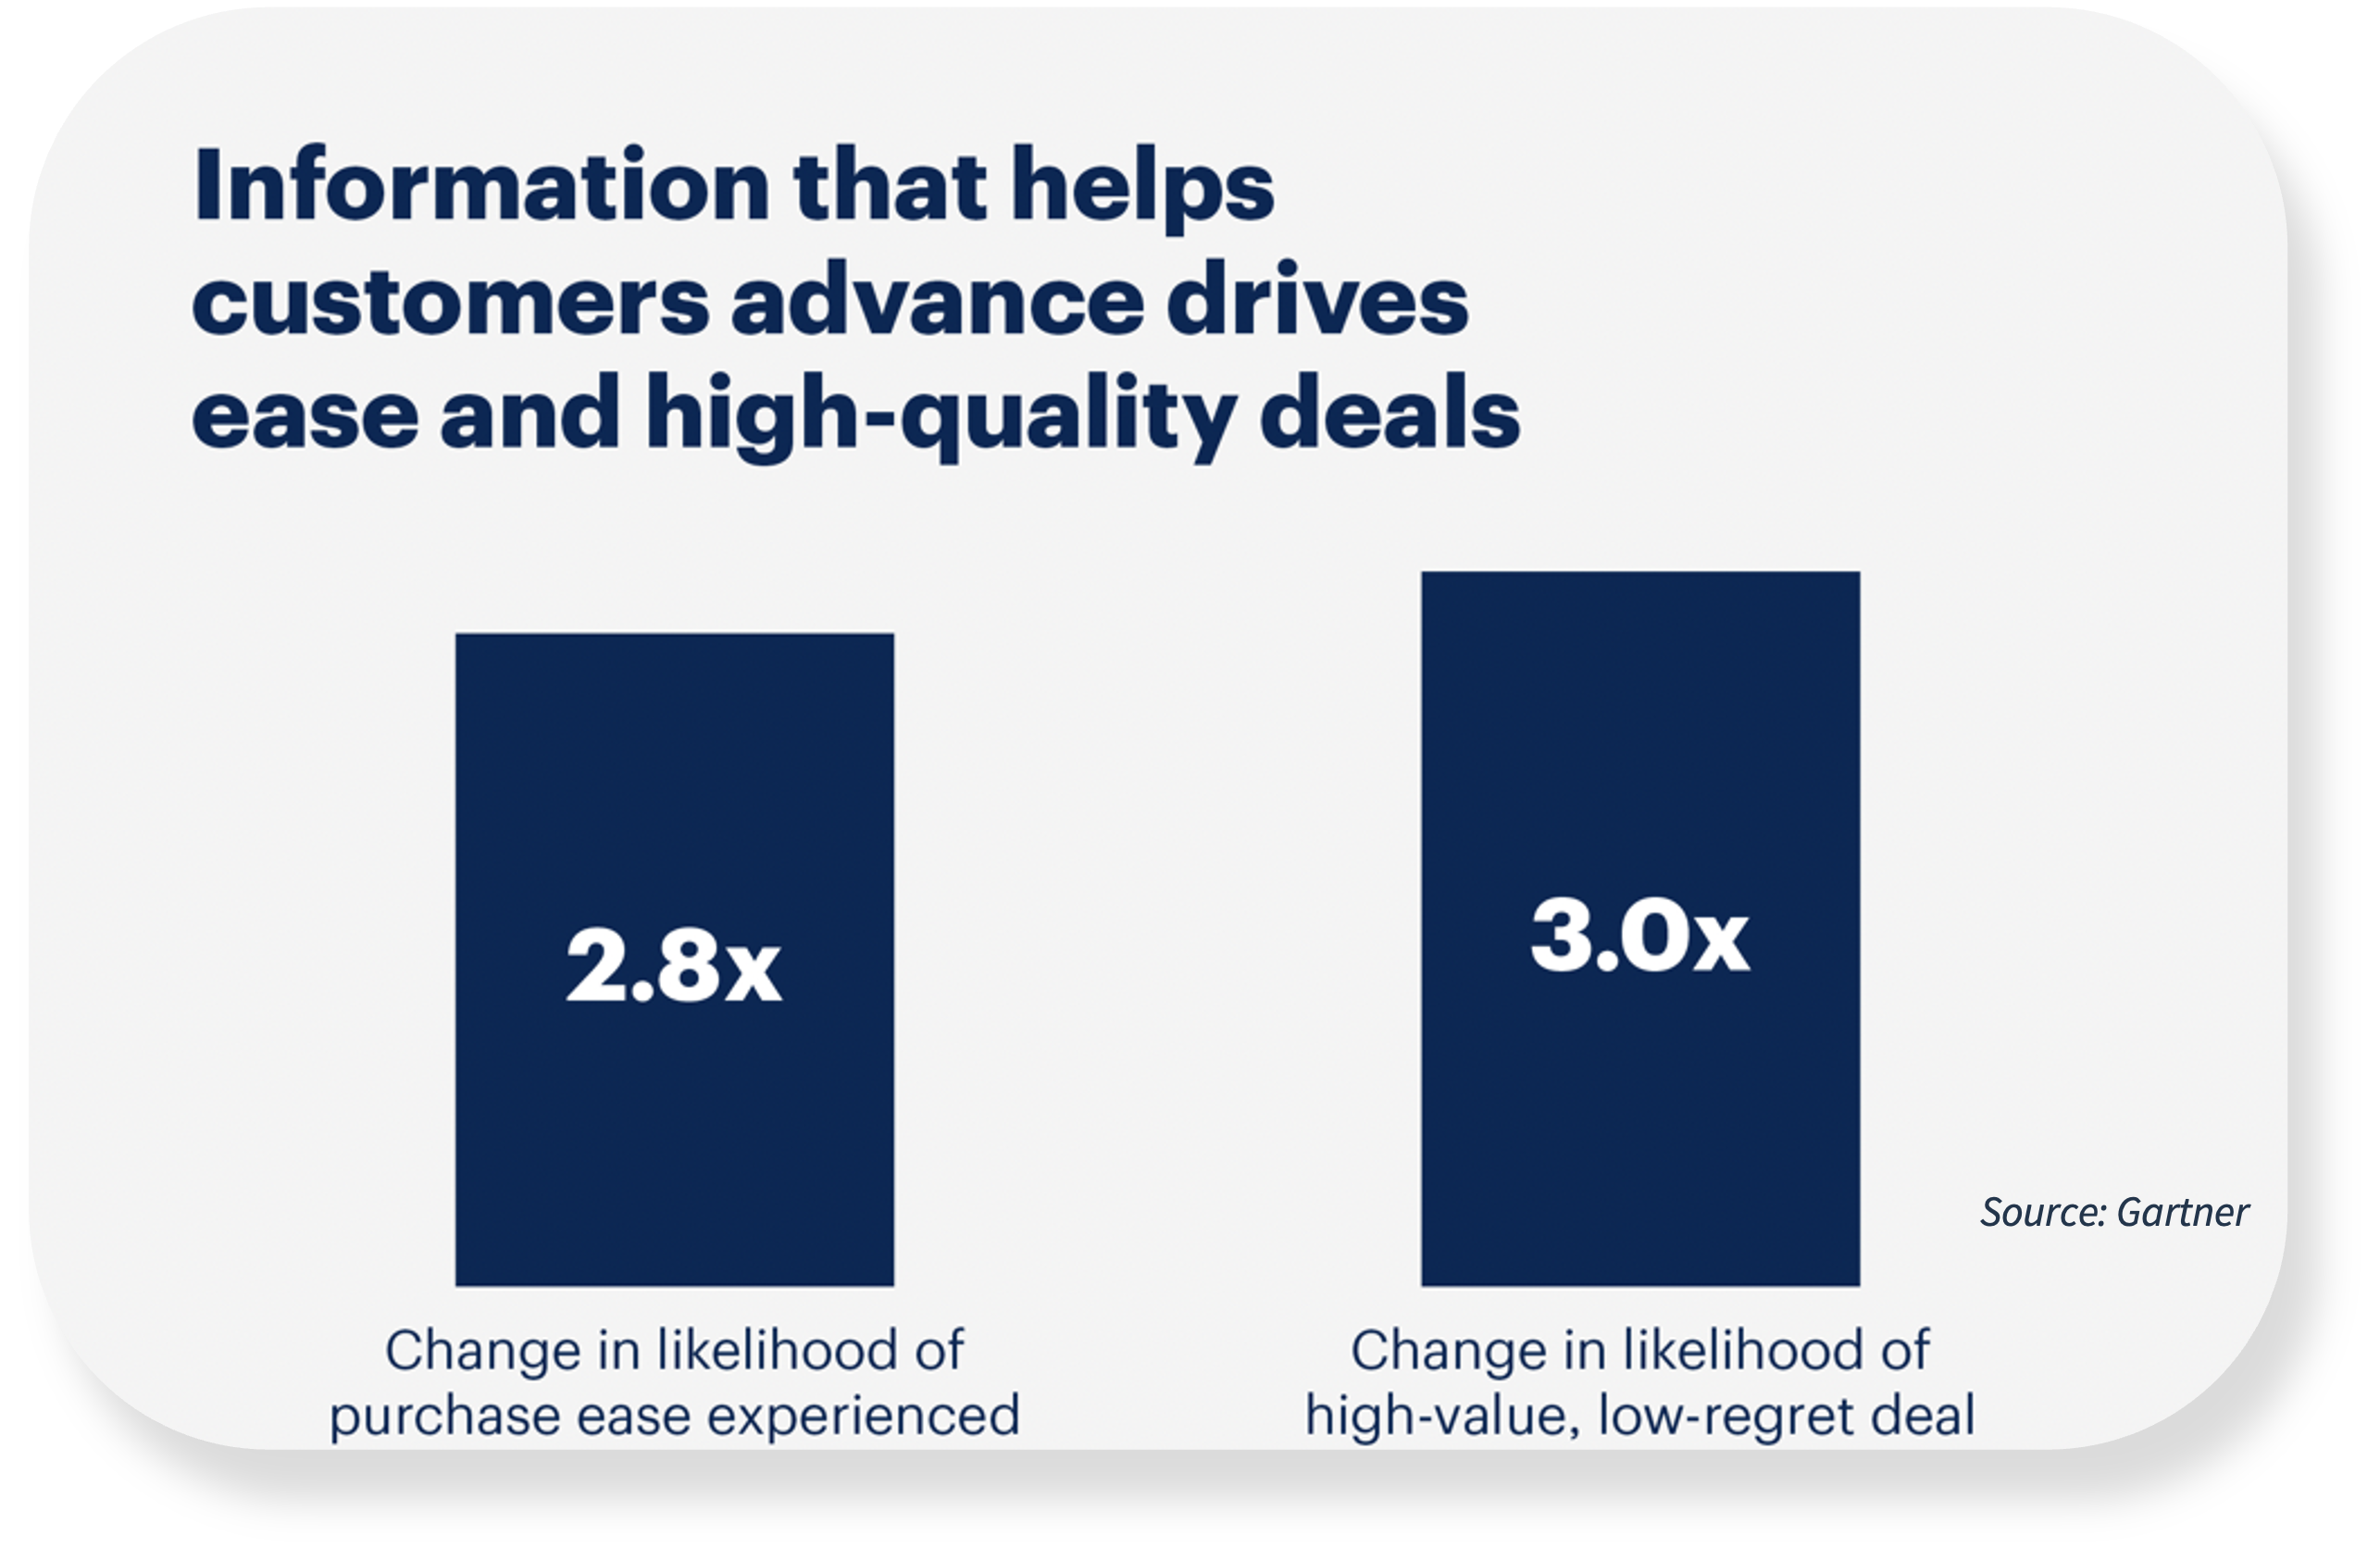 Information that helps
customers advance drives
ease and high-quality deals
2.8x
3.0x
Source: Gartner
Change in likelihood of
purchase ease experienced
Change in likelihood of
high-value, low-regret deal